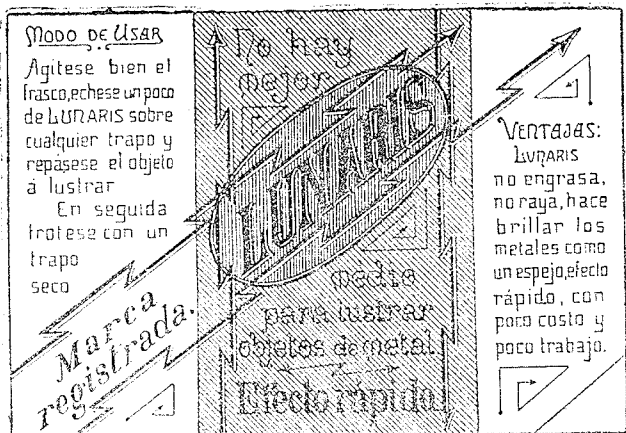 MODO DE USAR
Agitese bien el
frasco, echese un poco
de LUNARIS sobre
cualquier trapo y
repásese el objeto
á lustrar
En seguida
frotese con un
trapo
seco
Marca
registrada.
No hay
mejor
LUNARIS
medio
para lustrar
objetos de metal
Efecto rápido
VENTAJAS:
LUNARIS
no engrasa,
no raya, hace
brillar los
metales como
un espejo, efecto
rápido, con
poco costo y
poco trabajo.